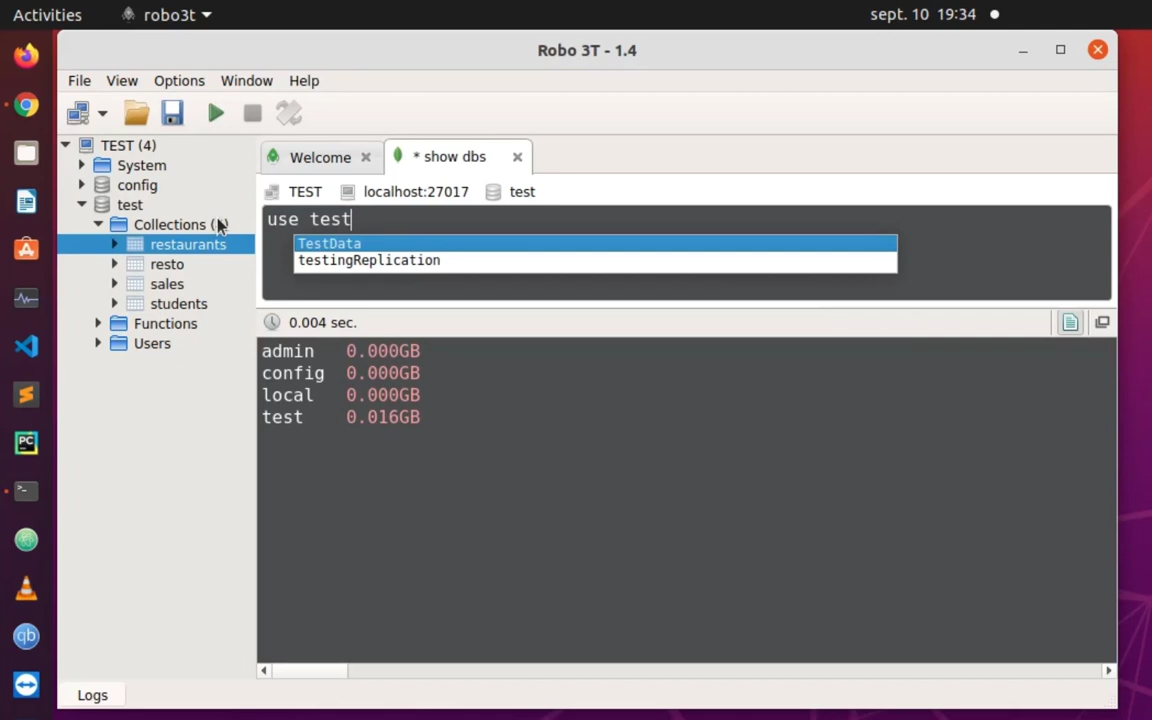 Activities robo3t sept. 10 19:34
Robo 3T - 1.4
File View Options Window Help
TEST (4)
System
config
test
Collections (
restaurants
resto
sales
students
Functions
Users
Welcome * show dbs
TEST localhost:27017 test
use test
TestData
testingReplication
0.004 sec.
admin 0.000GB
config 0.000GB
local 0.000GB
test 0.016GB
Logs
PC
qb